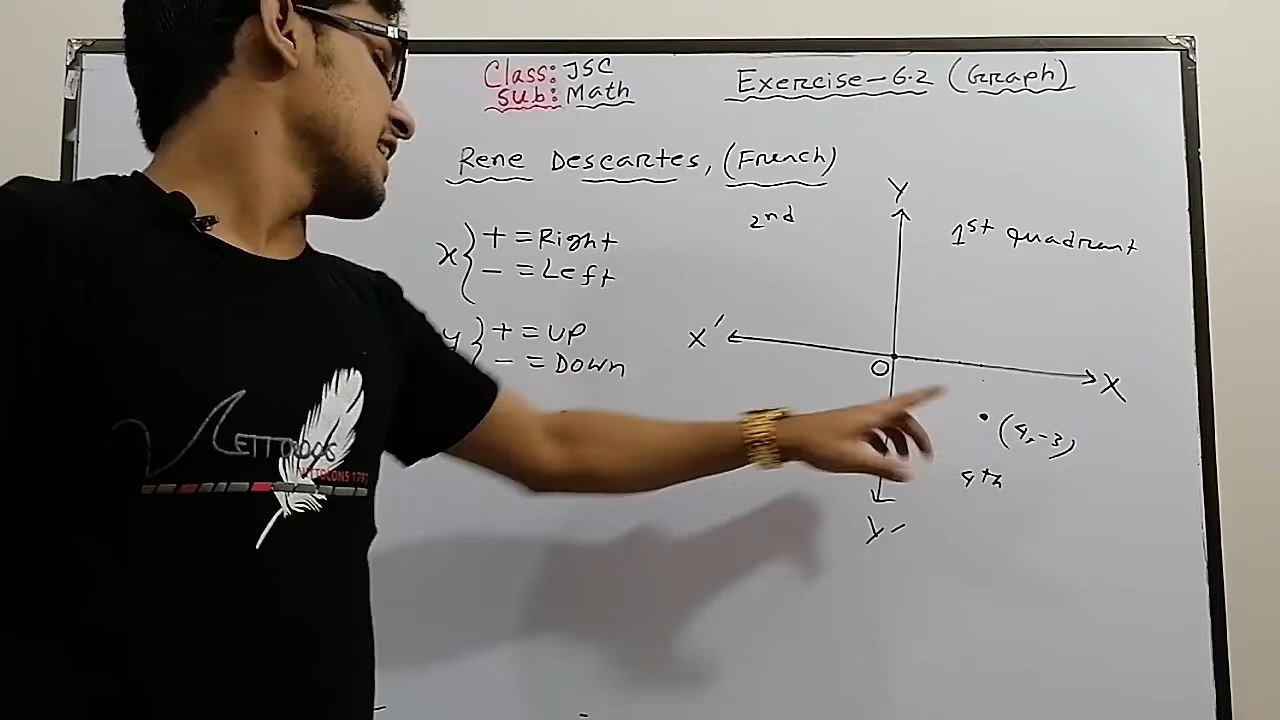 Class: JSC
Sub: Math
Exercise-6.2 (Graph)
Rene Descartes, (French)
x { + = Right
- = Left
y } + = UP
- = Down
Y
2nd
1st quadrant
X′
O
X
(4,-3)
4th
Y′
NETTOLOGS